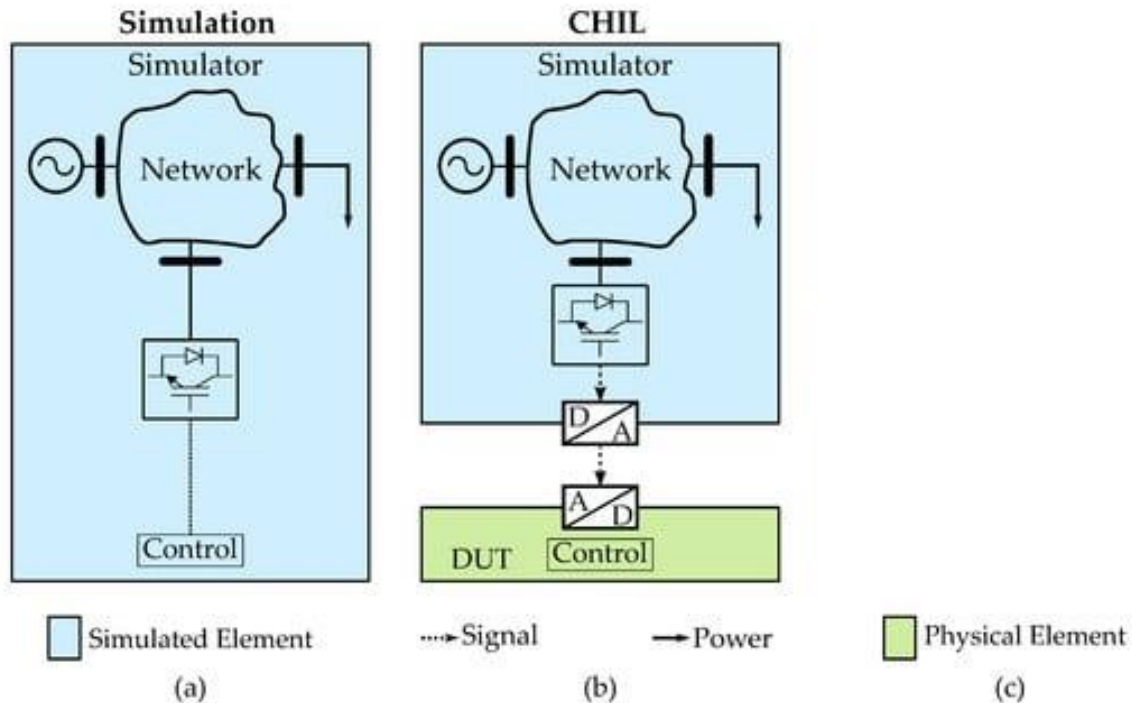 Simulation
CHIL
Simulator
Simulator
Network
Network
D
A
A
D
Control
DUT
Control
Simulated Element
Signal
Power
Physical Element
(a)
(b)
(c)